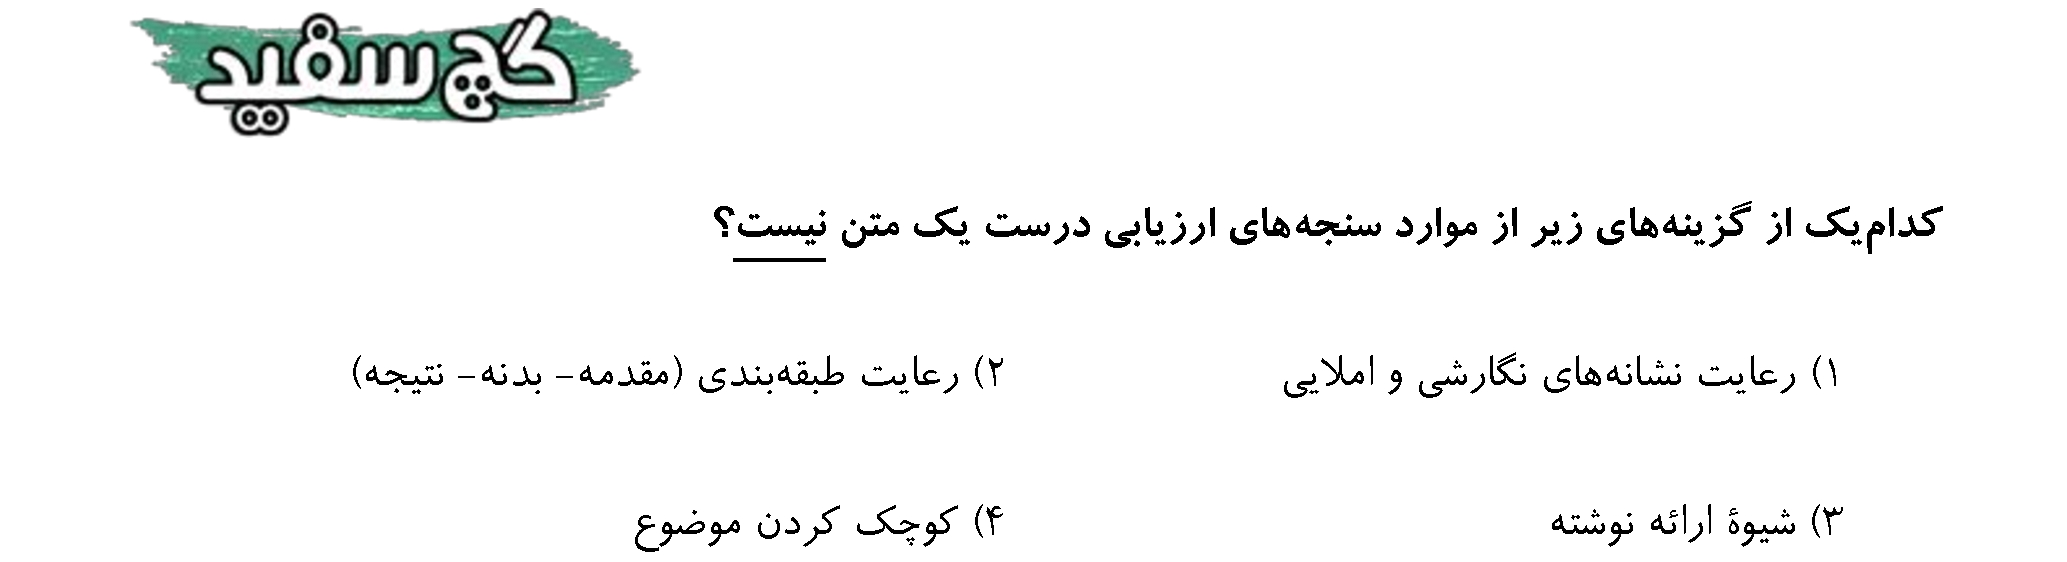 گچ سفید
کدام‌یک از گزینه‌های زیر از موارد سنجه‌های ارزیابی درست یک متن نیست؟
۱) رعایت نشانه‌های نگارشی و املایی
۲) رعایت طبقه‌بندی (مقدمه– بدنه– نتیجه)
۳) شیوۀ ارائه نوشته
۴) کوچک کردن موضوع